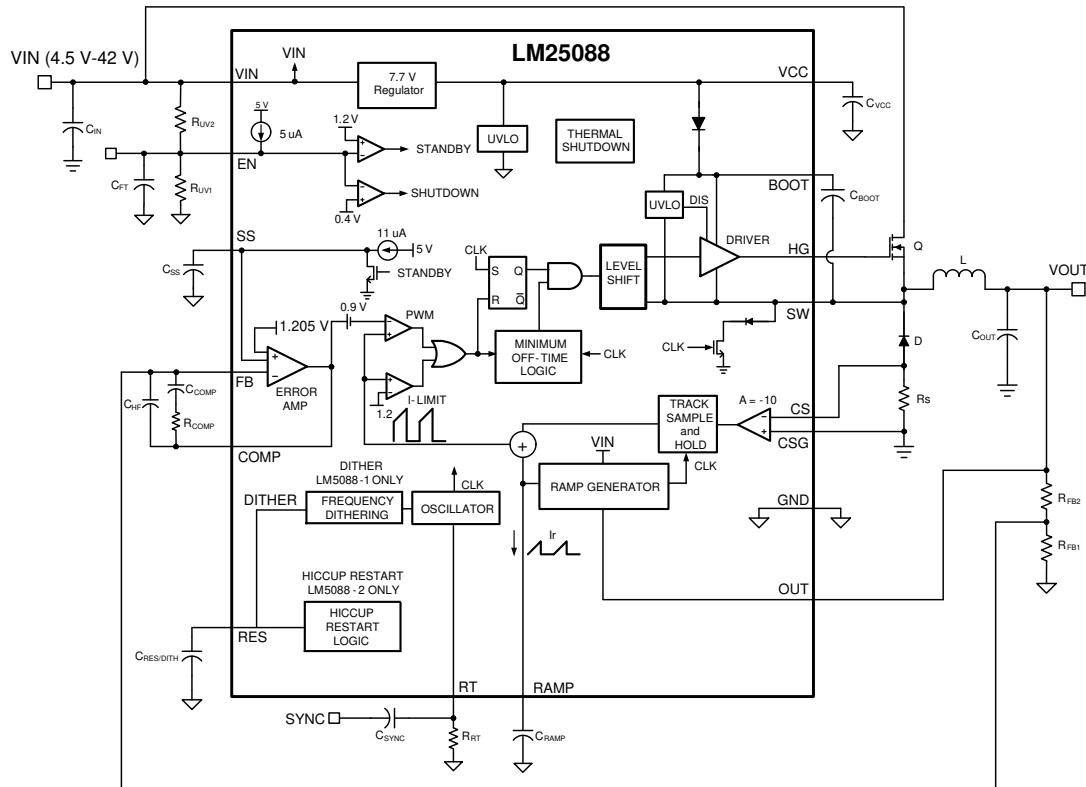 LM25088
VIN (4.5 V-42 V)
VIN
VIN
7.7 V
Regulator
VCC
CVCC
CIN
RUV2
5 V
5 uA
1.2 V
STANDBY
UVLO
THERMAL
SHUTDOWN
EN
CFT
RUV1
SHUTDOWN
0.4 V
BOOT
UVLO
DIS
CBOOT
DRIVER
HG
Q
SS
11 uA
5 V
CSS
STANDBY
CLK
S
Q
R
Q
LEVEL
SHIFT
L
VOUT
SW
0.9 V
PWM
1.205 V
MINIMUM
OFF-TIME
LOGIC
CLK
CLK
D
COUT
FB
ERROR
AMP
CHF
CCOMP
RCOMP
1.2
I-LIMIT
A = -10
TRACK
SAMPLE
and
HOLD
CS
CSG
Rs
COMP
+
VIN
CLK
RAMP GENERATOR
DITHER
LM5088-1 ONLY
CLK
DITHER
FREQUENCY
DITHERING
OSCILLATOR
GND
RFB2
RFB1
Ir
OUT
HICCUP RESTART
LM5088-2 ONLY
HICCUP
RESTART
LOGIC
RES
CRES/DITH
RT
RAMP
SYNC
CSYNC
RRT
CRAMP